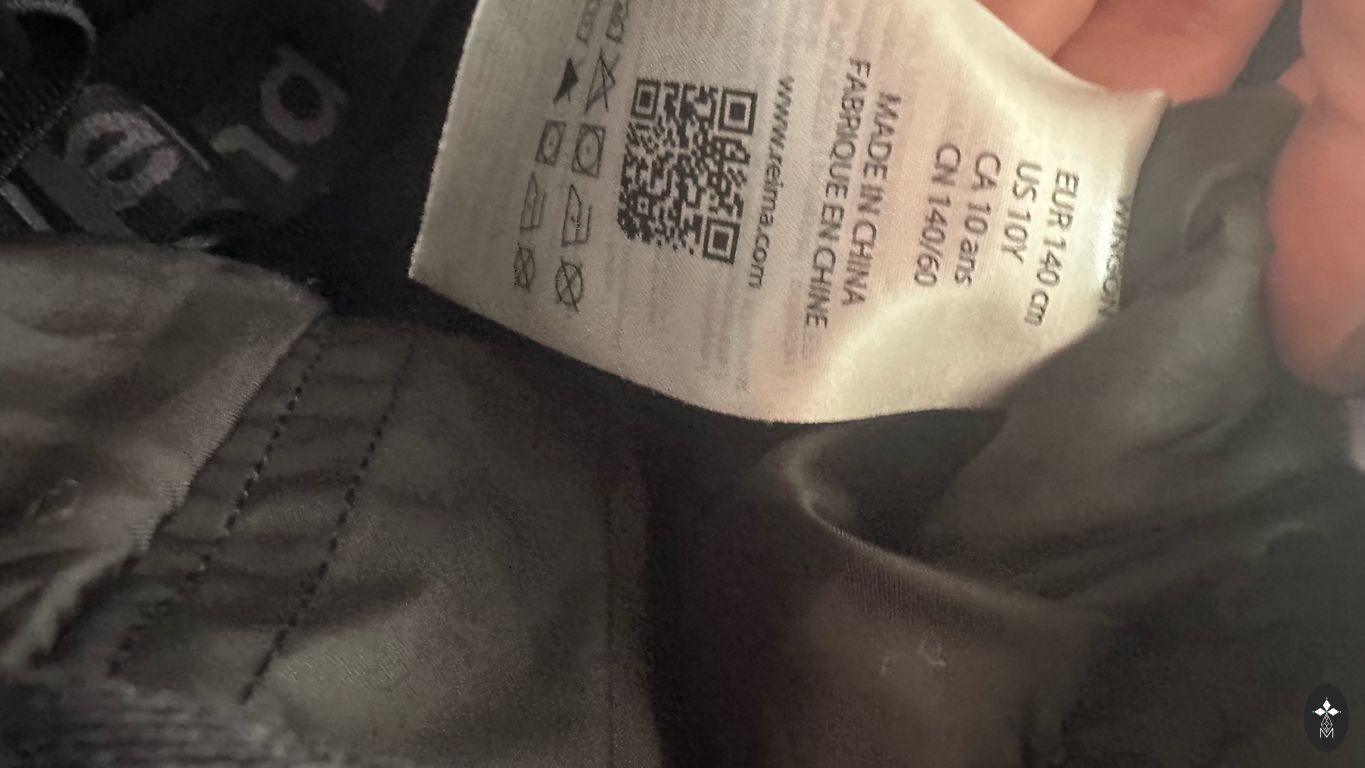 EUR 140 cm
US 10Y
CA 10 ans
CN 140/60
MADE IN CHINA
FABRIQUE EN CHINE
www.reima.com
M